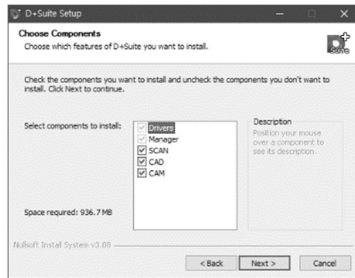 D+Suite Setup
Choose Components
Choose which features of D+Suite you want to install.
Check the components you want to install and uncheck the components you don't want to
install. Click Next to continue.
Select components to install:
Drivers
Manager
SCAN
CAD
CAM
Description
Position your mouse
over a component to
see its description.
Space required: 936.7MB
Nullsoft Install System v3.00
< Back
Next >
Cancel